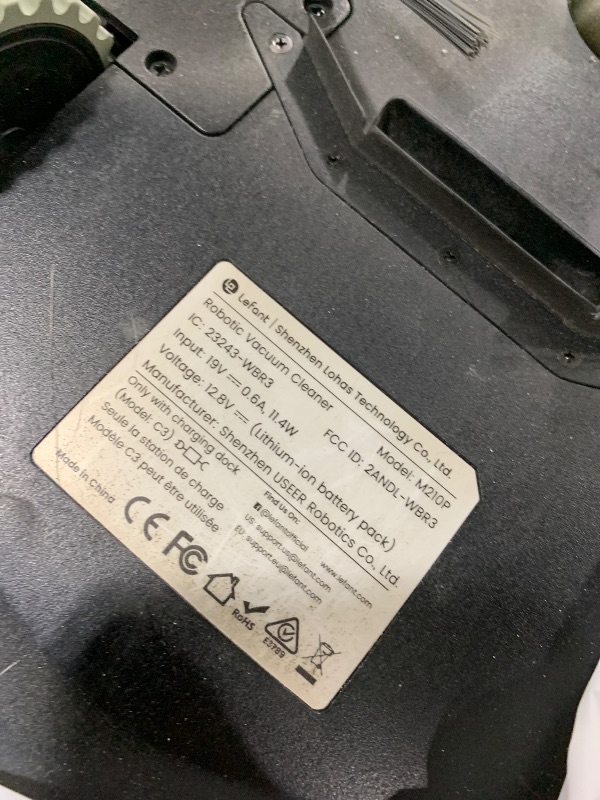 Lefant | Shenzhen Lohas Technology Co., Ltd.
Robotic Vacuum Cleaner Model: M210P
IC: 23243-WBR3 FCC ID: 2ANDL-WBR3
Input: 19V ⎓ 0.6A, 11.4W
Voltage: 12.8V ⎓ (Lithium-ion battery pack)
Manufacturer: Shenzhen USEER Robotics Co., Ltd.
Only with charging dock
(Model: C3)
Seule la station de charge
Modèle C3 peut être utilisée
Find Us on:
@lefantofficial www.lefant.com
US: support.us@lefant.com
EU: support.eu@lefant.com
Made in China
CE FC
RoHS
E3789